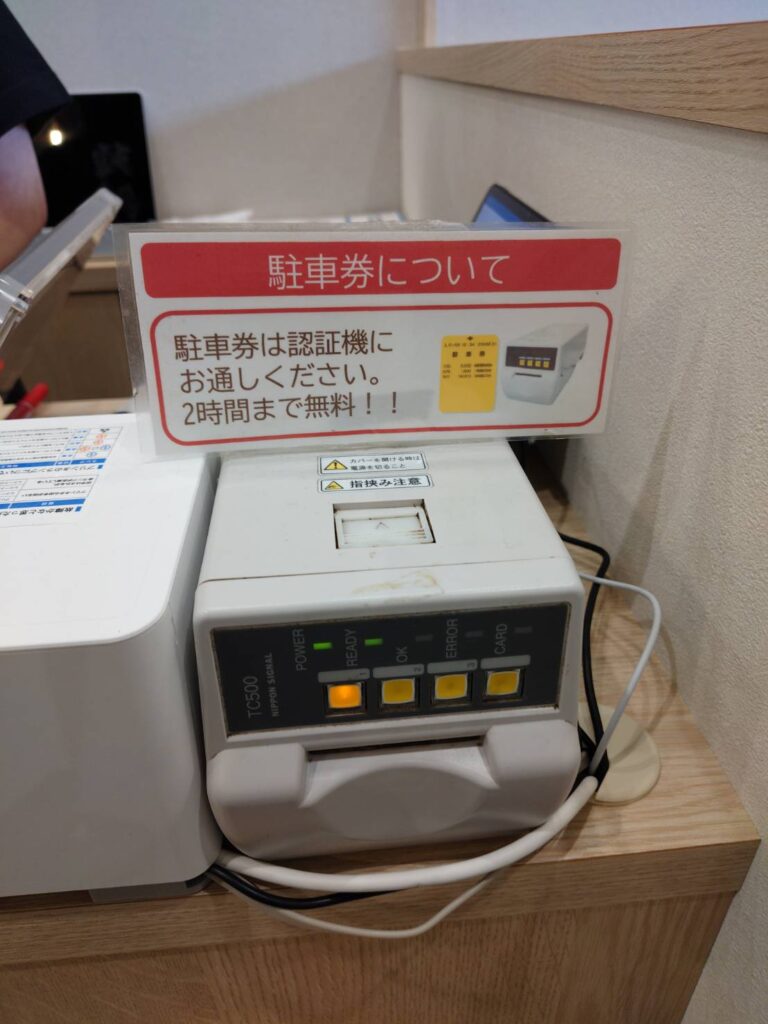 駐車券について
駐車券は認証機に
お通しください。
2時間まで無料！！
駐車券
カバーを開ける時は
電源を切ること
指挟み注意
POWER
READY
OK
ERROR
CARD
1
2
3
TC500
NIPPON SIGNAL